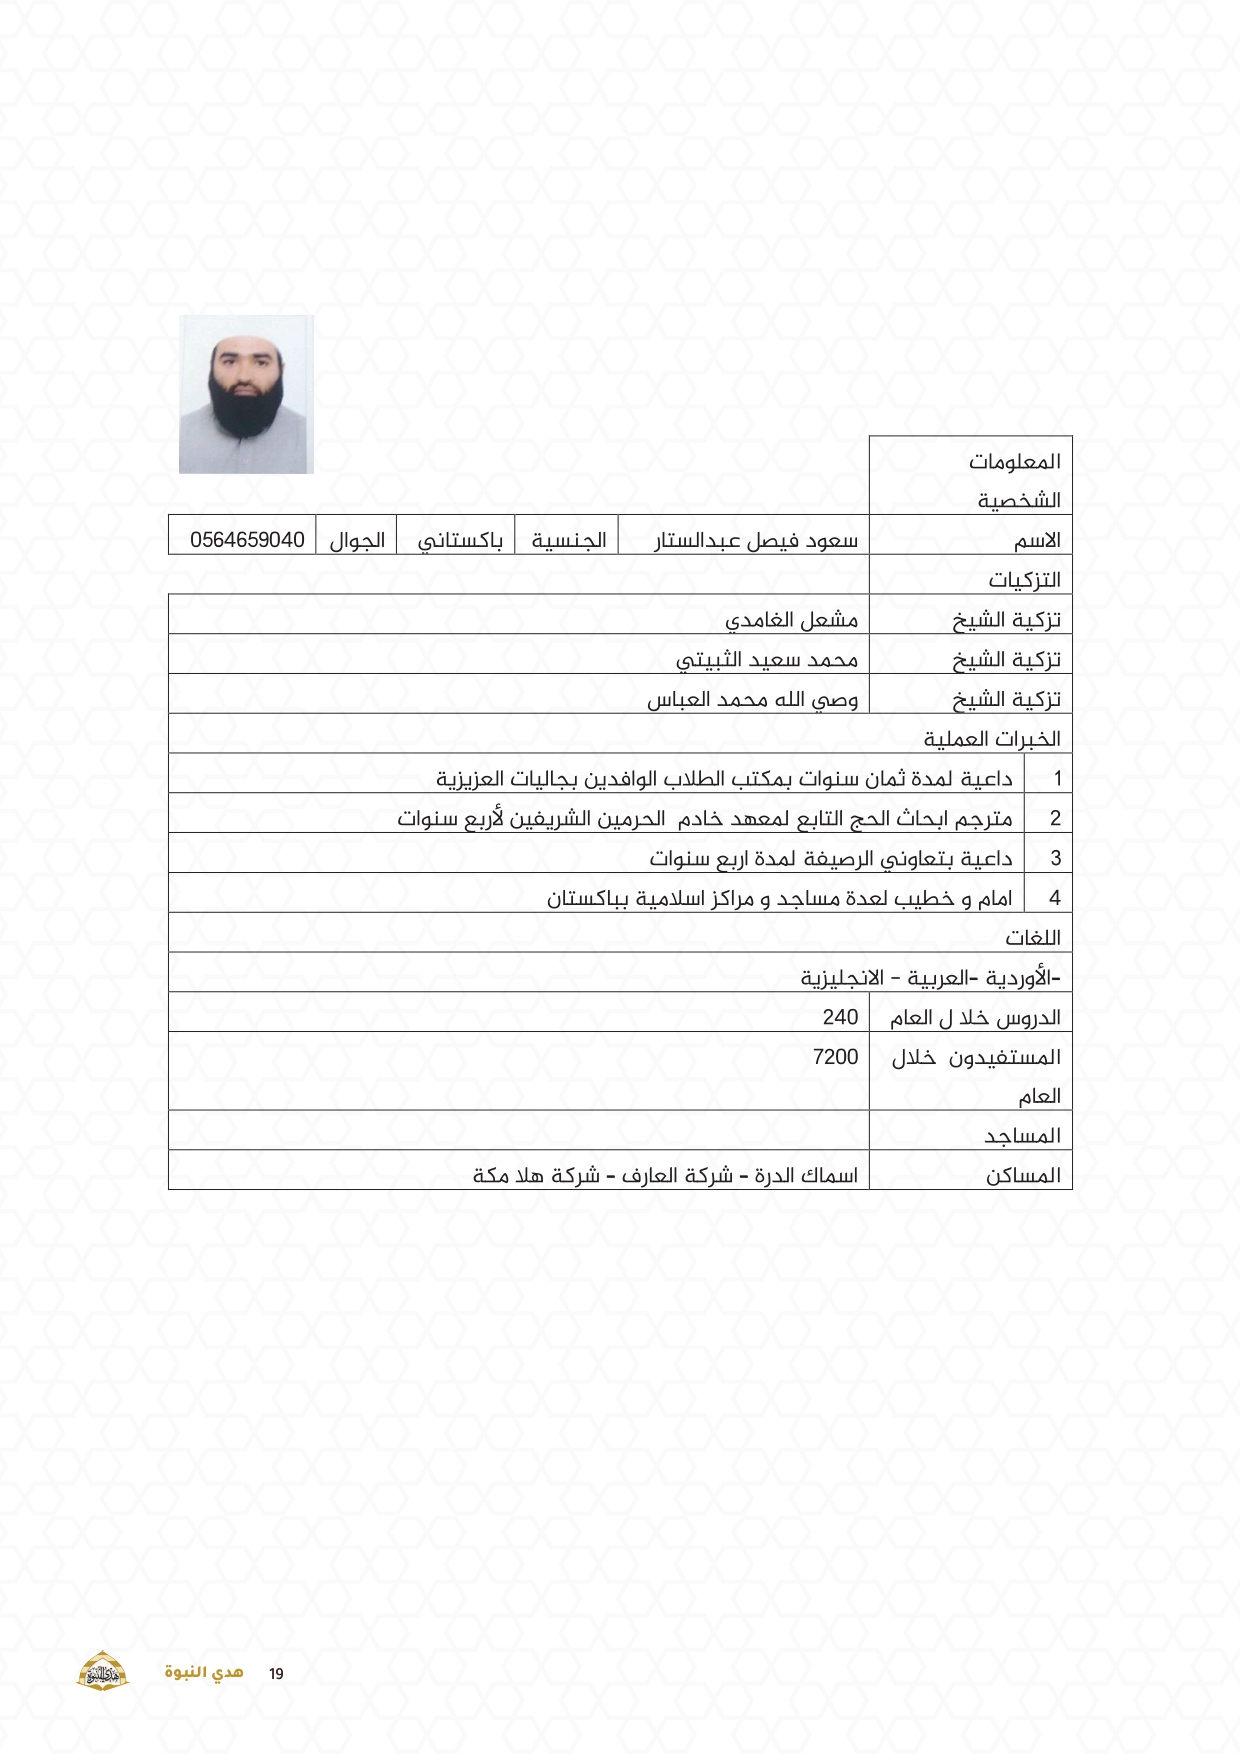 المعلومات
الشخصية
الاسم سعود فيصل عبدالستار الجنسية باكستاني الجوال 0564659040
التزكيات
تزكية الشيخ مشعل الغامدي
تزكية الشيخ محمد سعيد الثبيتي
تزكية الشيخ وصي الله محمد العباس
الخبرات العملية
1 داعية لمدة ثمان سنوات بمكتب الطلاب الوافدين بجاليات العزيزية
2 مترجم ابحاث الحج التابع لمعهد خادم الحرمين الشريفين لأربع سنوات
3 داعية بتعاوني الرصيفة لمدة اربع سنوات
4 امام و خطيب لعدة مساجد و مراكز اسلامية بباكستان
اللغات
-الأوردية -العربية - الانجليزية
الدروس خلا ل العام 240
المستفيدون خلال 7200
العام
المساجد
المساكن اسماك الدرة - شركة العارف - شركة هلا مكة
هدي النبوة
هدي النبوة 19